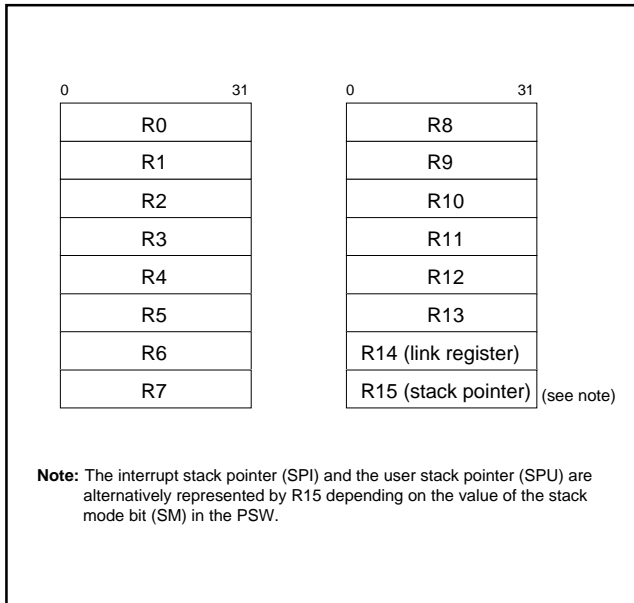 0 31 0 31
R0 R8
R1 R9
R2 R10
R3 R11
R4 R12
R5 R13
R6 R14 (link register)
R7 R15 (stack pointer) (see note)
Note: The interrupt stack pointer (SPI) and the user stack pointer (SPU) are
alternatively represented by R15 depending on the value of the stack
mode bit (SM) in the PSW.